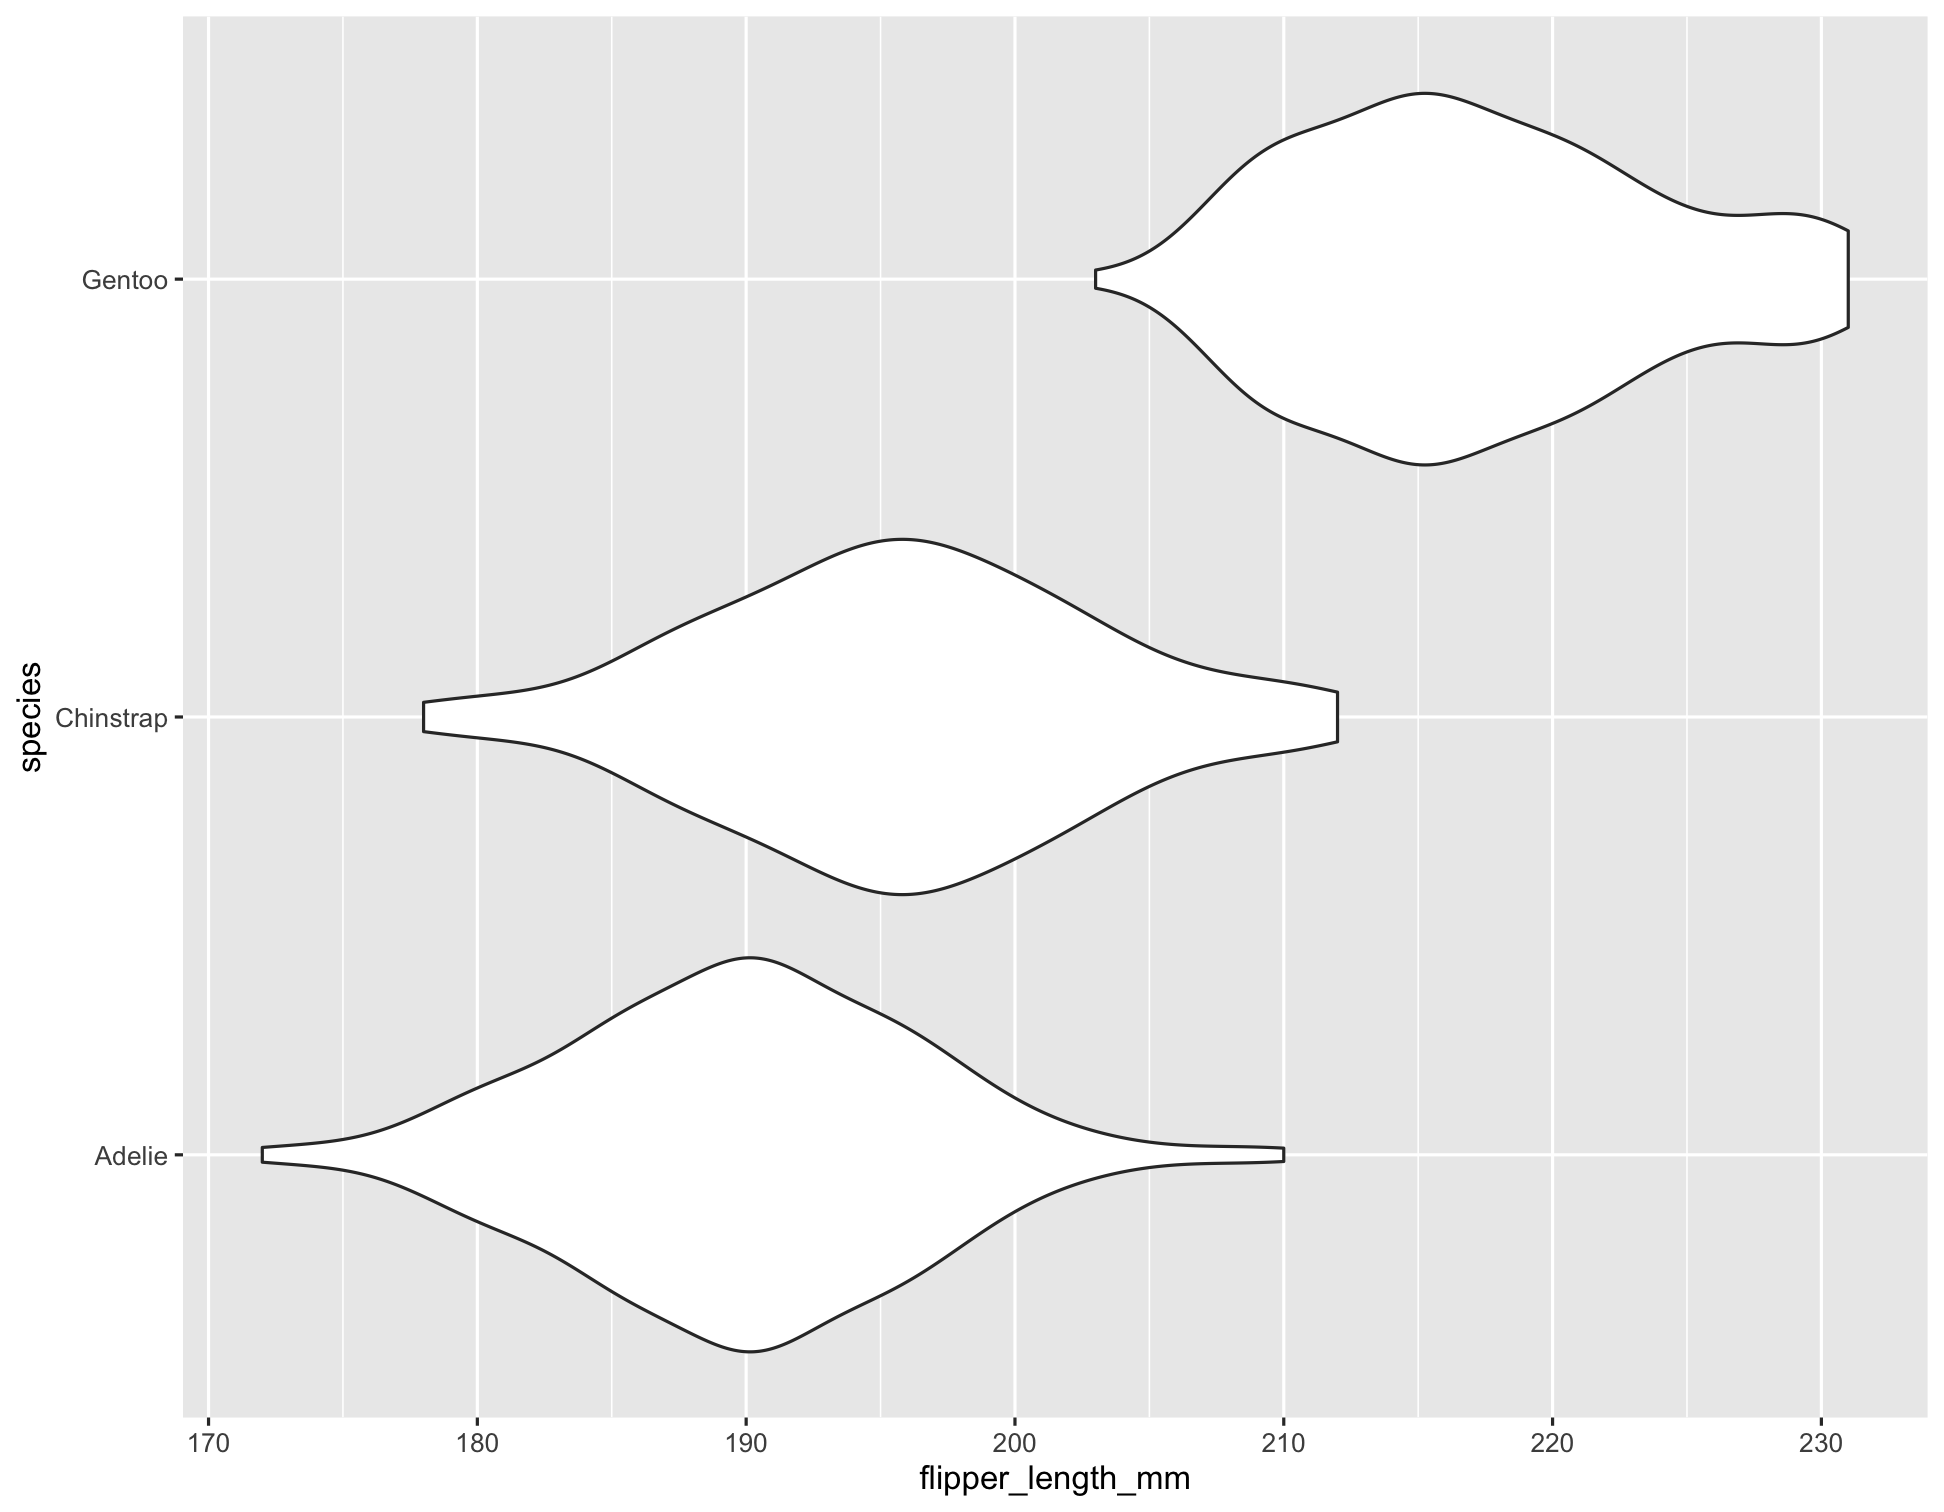 Gentoo
Chinstrap
Adelie
species
170 180 190 200 210 220 230
flipper_length_mm